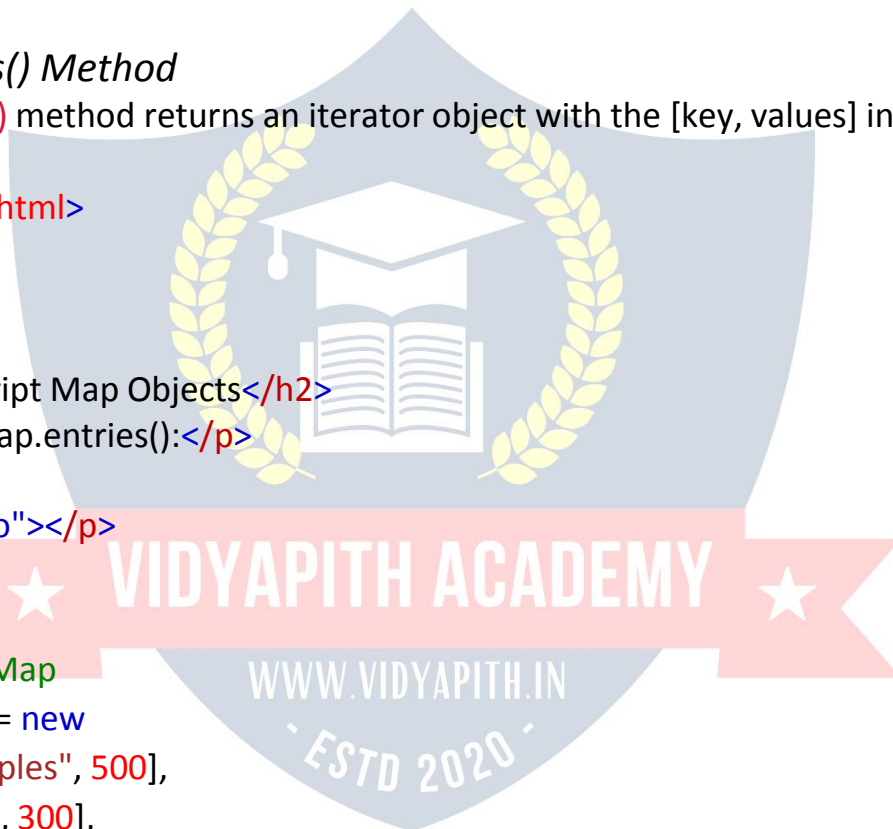 s() Method
) method returns an iterator object with the [key, values] in
html>
ipt Map Objects</h2>
ap.entries():</p>
o"></p>
VIDYAPITH ACADEMY
Map
WWW.VIDYAPITH.IN
= new
ples", 500],
- ESTD 2020 -
, 300],